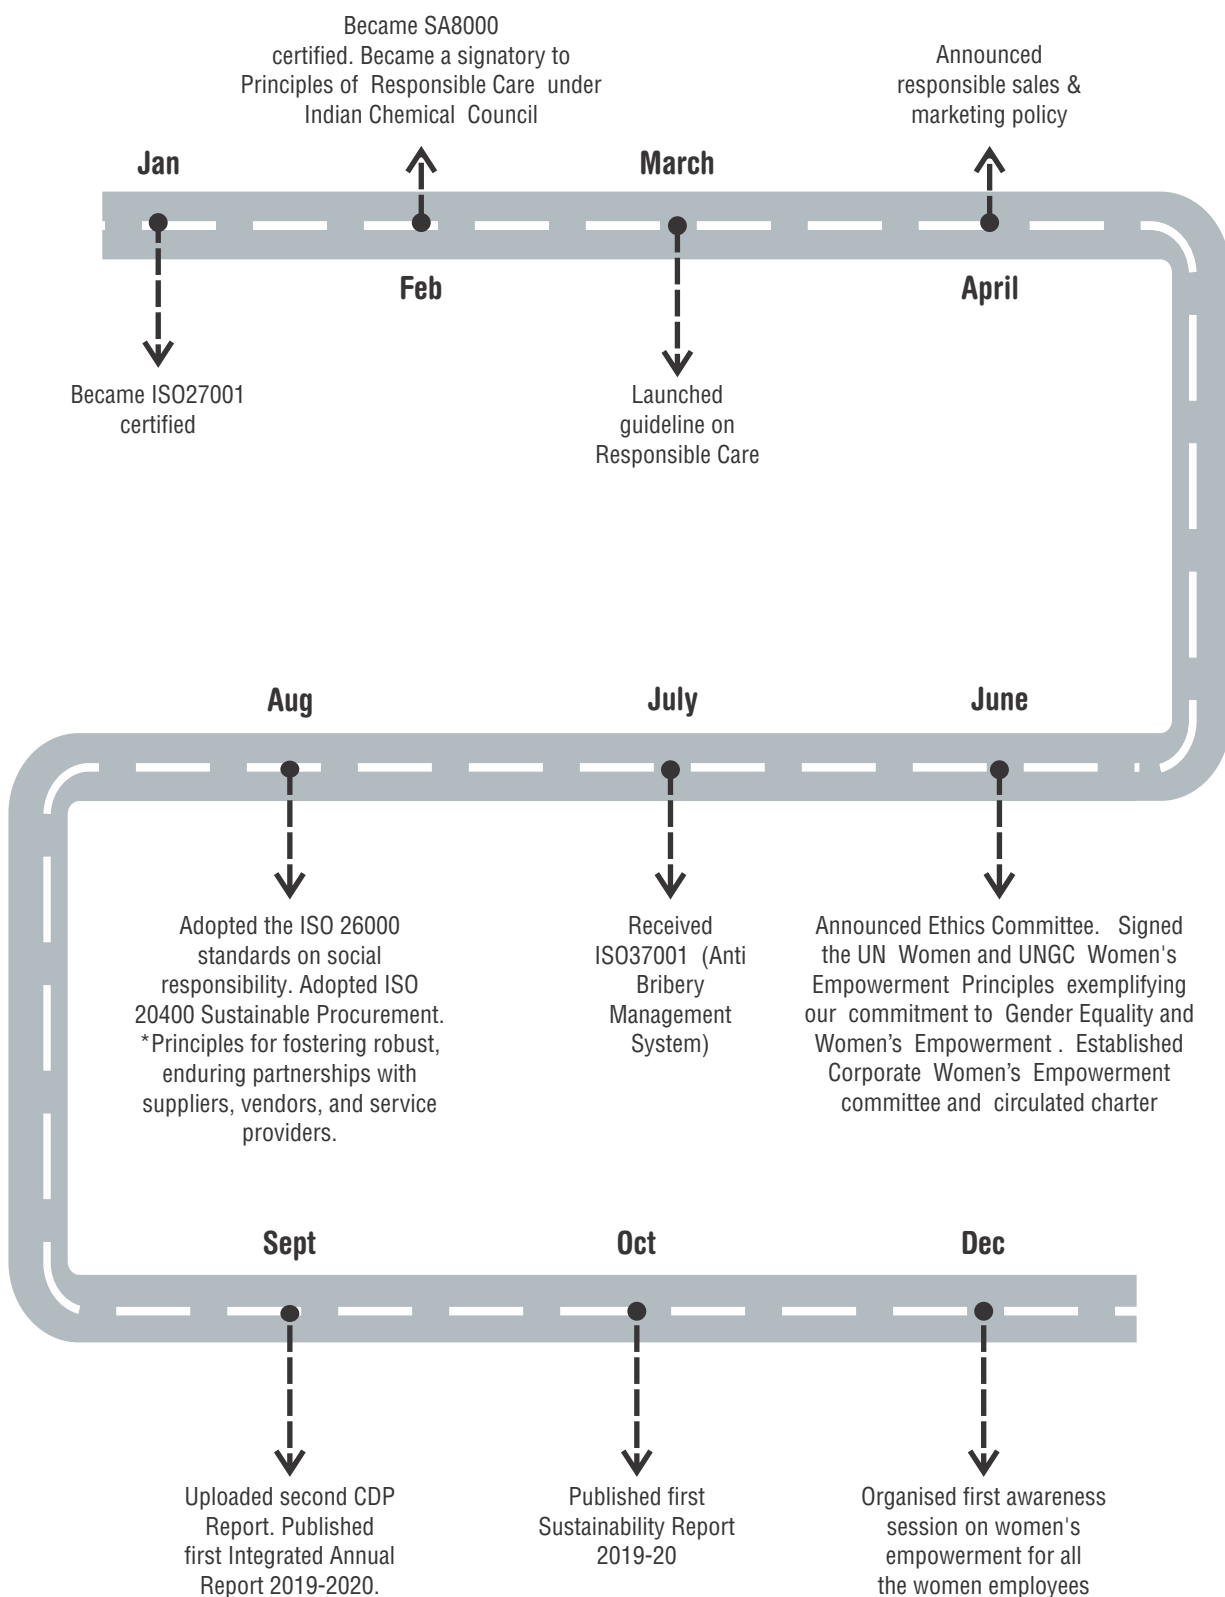 Became SA8000
certified. Became a signatory to
Principles of Responsible Care under
Indian Chemical Council
Announced
responsible sales &
marketing policy
Jan
March
Feb
April
Became ISO27001
certified
Launched
guideline on
Responsible Care
Aug
July
June
Adopted the ISO 26000
standards on social
responsibility. Adopted ISO
20400 Sustainable Procurement.
*Principles for fostering robust,
enduring partnerships with
suppliers, vendors, and service
providers.
Received
ISO37001 (Anti
Bribery
Management
System)
Announced Ethics Committee. Signed
the UN Women and UNGC Women's
Empowerment Principles exemplifying
our commitment to Gender Equality and
Women’s Empowerment . Established
Corporate Women’s Empowerment
committee and circulated charter
Sept
Oct
Dec
Uploaded second CDP
Report. Published
first Integrated Annual
Report 2019-2020.
Published first
Sustainability Report
2019-20
Organised first awareness
session on women's
empowerment for all
the women employees